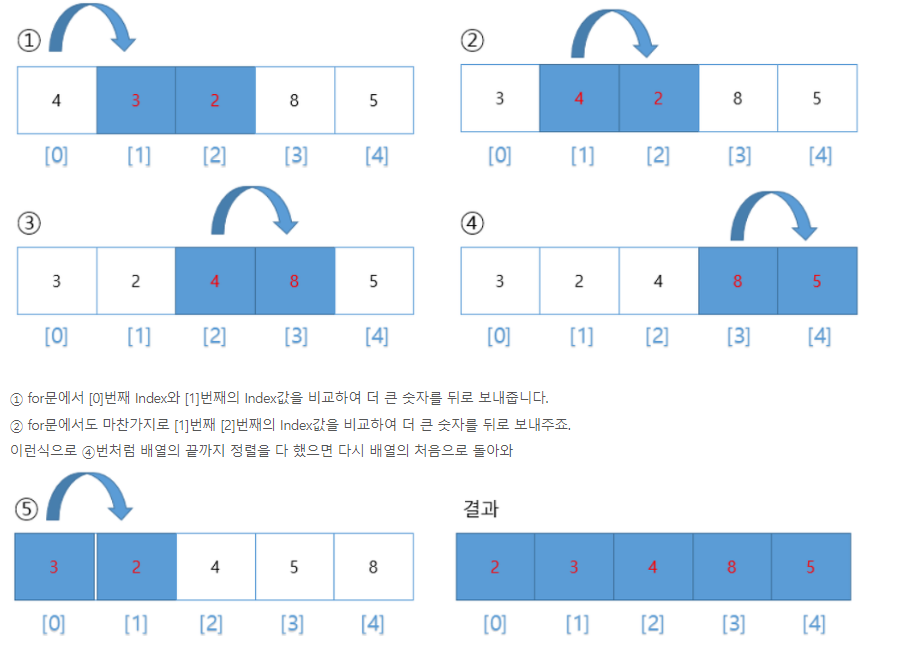 ① ②
4 3 2 8 5 3 4 2 8 5
[0] [1] [2] [3] [4] [0] [1] [2] [3] [4]
③ ④
3 2 4 8 5 3 2 4 8 5
[0] [1] [2] [3] [4] [0] [1] [2] [3] [4]
① for문에서 [0]번째 Index와 [1]번째의 Index값을 비교하여 더 큰 숫자를 뒤로 보내줍니다.
② for문에서도 마찬가지로 [1]번째 [2]번째의 Index값을 비교하여 더 큰 숫자를 뒤로 보내주죠.
이런식으로 ④번처럼 배열의 끝까지 정렬을 다 했으면 다시 배열의 처음으로 돌아와
⑤ 결과
3 2 4 5 8 2 3 4 8 5
[0] [1] [2] [3] [4] [0] [1] [2] [3] [4]